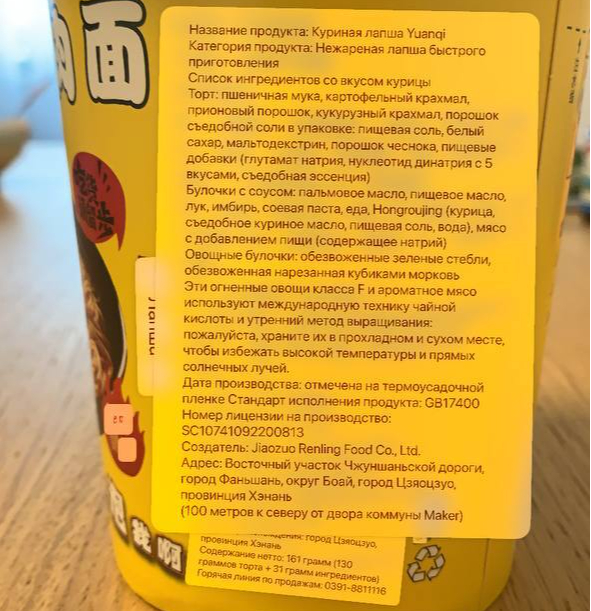 面
Название продукта: Куриная лапша Yuanqi
Категория продукта: Нежареная лапша быстрого
приготовления
Список ингредиентов со вкусом курицы
Торт: пшеничная мука, картофельный крахмал,
прионовый порошок, кукурузный крахмал, порошок
съедобной соли в упаковке: пищевая соль, белый
сахар, мальтодекстрин, порошок чеснока, пищевые
добавки (глутамат натрия, нуклеотид динатрия с 5
вкусами, съедобная эссенция)
Булочки с соусом: пальмовое масло, пищевое масло,
лук, имбирь, соевая паста, еда, Hongroujing (курица,
съедобное куриное масло, пищевая соль, вода), мясо
с добавлением пищи (содержащее натрий)
Овощные булочки: обезвоженные зеленые стебли,
обезвоженная нарезанная кубиками морковь
Эти огненные овощи класса F и ароматное мясо
используют международную технику чайной
кислоты и утренний метод выращивания:
пожалуйста, храните их в прохладном и сухом месте,
чтобы избежать высокой температуры и прямых
солнечных лучей.
Дата производства: отмечена на термоусадочной
пленке Стандарт исполнения продукта: GB17400
Номер лицензии на производство:
SC10741092200813
Создатель: Jiaozuo Renling Food Co., Ltd.
Адрес: Восточный участок Чжуншаньской дороги,
город Фаньшань, округ Боай, город Цзяоцзуо,
провинция Хэнань
(100 метров к северу от двора коммуны Maker)
город Цзяоцзуо,
провинция Хэнань
Содержание нетто: 161 грамм (130
граммов торта + 31 грамм ингредиентов)
Горячая линия по продажам: 0391-8811116
我 啊